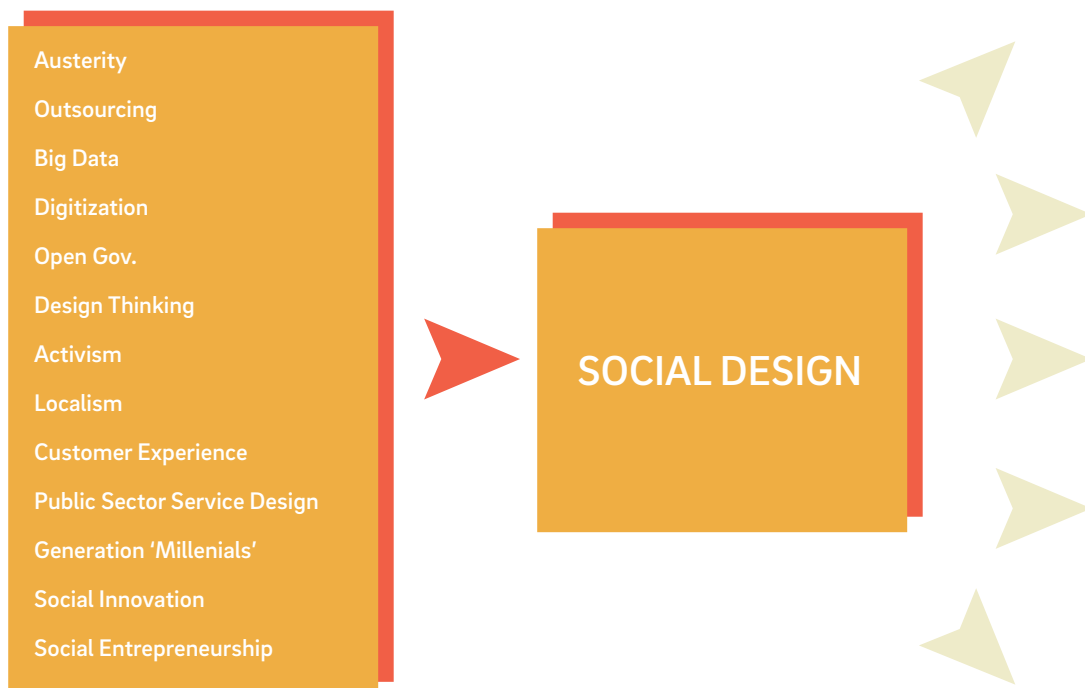 Austerity
Outsourcing
Big Data
Digitization
Open Gov.
Design Thinking
Activism
Localism
Customer Experience
Public Sector Service Design
Generation ‘Millenials’
Social Innovation
Social Entrepreneurship
SOCIAL DESIGN